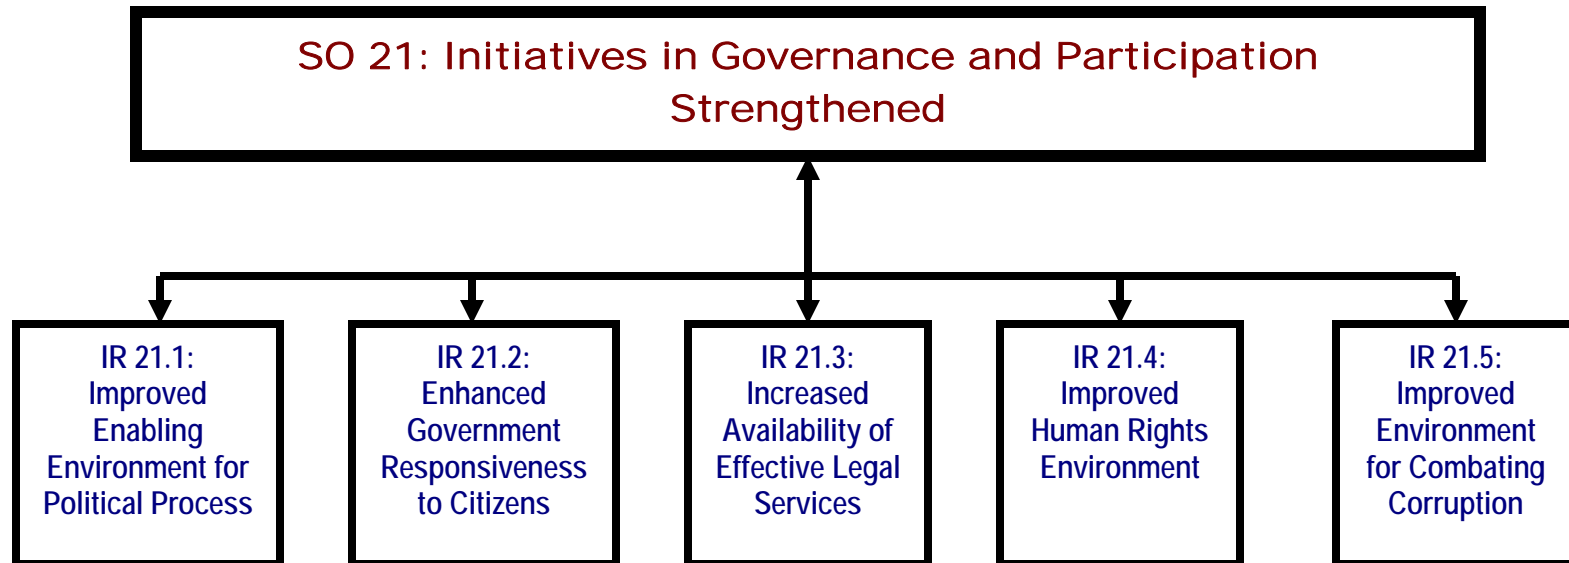 SO 21: Initiatives in Governance and Participation
Strengthened
IR 21.1:
Improved
Enabling
Environment for
Political Process
IR 21.2:
Enhanced
Government
Responsiveness
to Citizens
IR 21.3:
Increased
Availability of
Effective Legal
Services
IR 21.4:
Improved
Human Rights
Environment
IR 21.5:
Improved
Environment
for Combating
Corruption